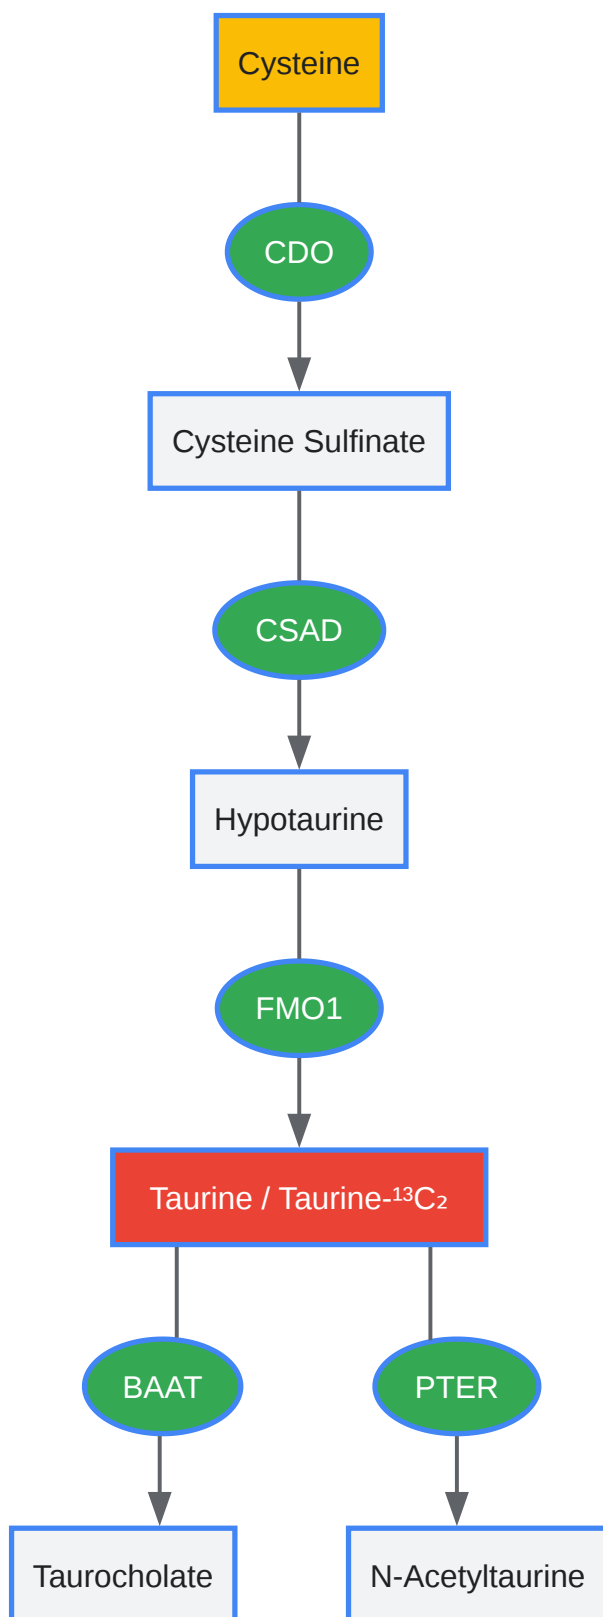 Cysteine
CDO
Cysteine Sulfinate
CSAD
Hypotaurine
FMO1
Taurine / Taurine-¹³C₂
BAAT
PTER
Taurocholate
N-Acetyltaurine